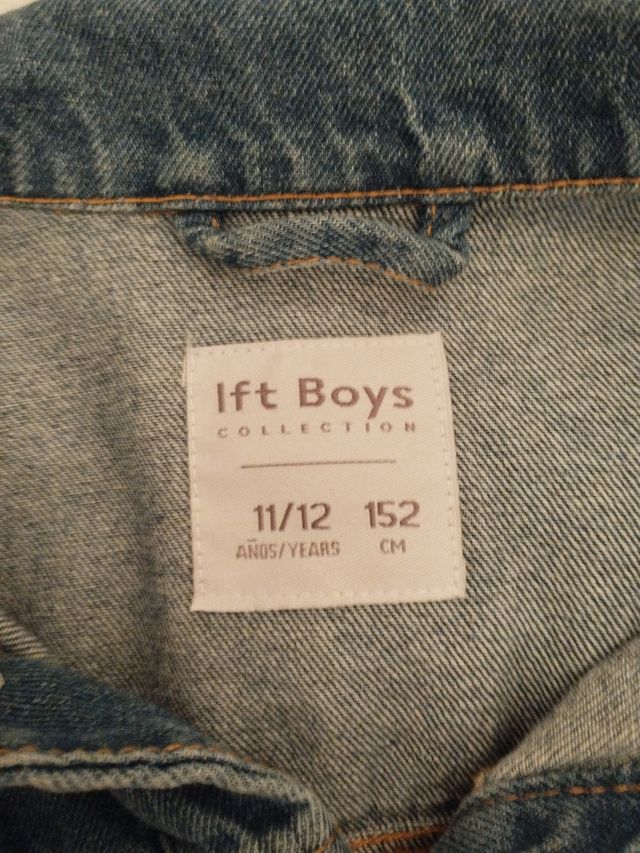 lft Boys
COLLECTION
11/12 152
AÑOS/YEARS CM